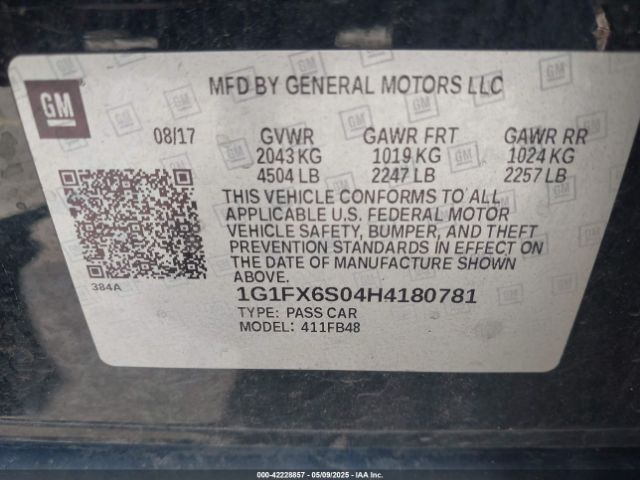 GM
MFD BY GENERAL MOTORS LLC
08/17 GVWR GAWR FRT GAWR RR
2043 KG 1019 KG 1024 KG
4504 LB 2247 LB 2257 LB
THIS VEHICLE CONFORMS TO ALL
APPLICABLE U.S. FEDERAL MOTOR
VEHICLE SAFETY, BUMPER, AND THEFT
PREVENTION STANDARDS IN EFFECT ON
THE DATE OF MANUFACTURE SHOWN
ABOVE.
384A
1G1FX6S04H4180781
TYPE: PASS CAR
MODEL: 411FB48
000-42228857 - 05/09/2025 - IAA Inc.